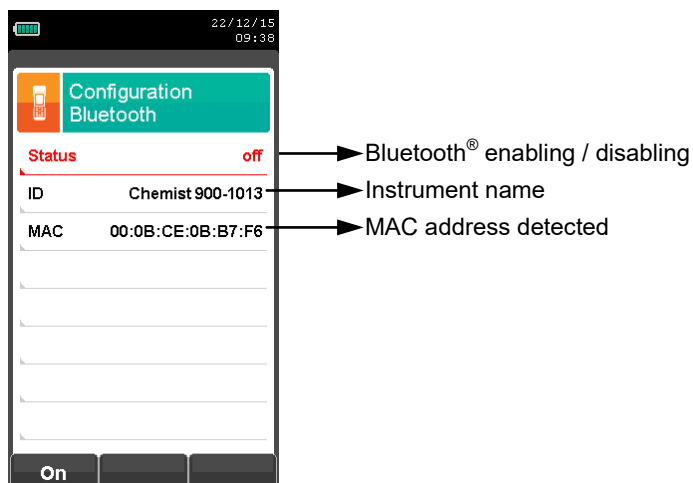 22/12/15
09:38
Configuration
Bluetooth
Status off Bluetooth® enabling / disabling
ID Chemist 900-1013 Instrument name
MAC 00:0B:CE:0B:B7:F6 MAC address detected
On